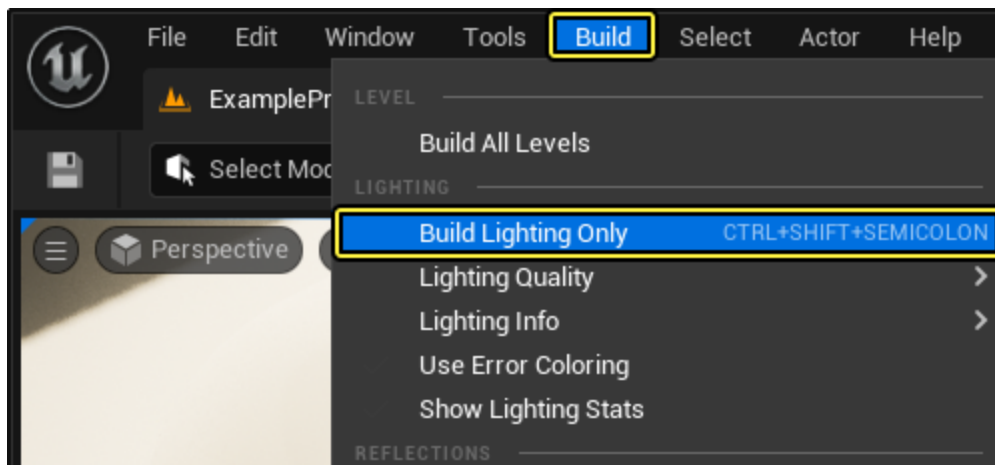 File Edit Window Tools Build Select Actor Help
ExamplePr
LEVEL
Build All Levels
Select Mod
LIGHTING
Build Lighting Only CTRL+SHIFT+SEMICOLON
Perspective
Lighting Quality
Lighting Info
Use Error Coloring
Show Lighting Stats
REFLECTIONS